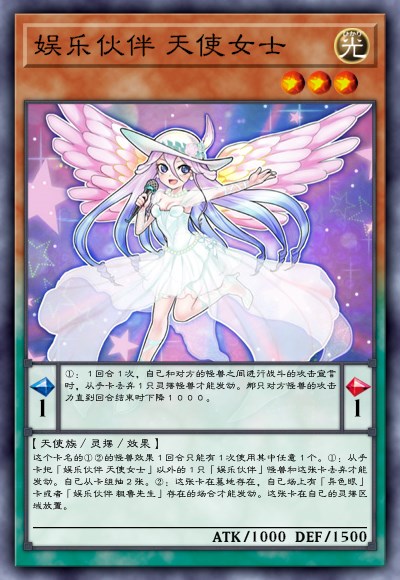 娱乐伙伴 天使女士
ひかり
光
①：1回合1次，自己和对方的怪兽之间进行战斗的攻击宣言
时，从手卡丢弃1只灵摆怪兽才能发动。那只对方怪兽的攻击
力直到回合结束时下降1000。
1
1
【天使族／灵摆／效果】
这个卡名的①②的怪兽效果1回合只能有1次使用其中任意1个。①：从手
卡把「娱乐伙伴 天使女士」以外的1只「娱乐伙伴」怪兽和这张卡丢弃才能
发动。自己从卡组抽2张。②：这张卡在墓地存在，自己场上有「异色眼」
卡或者「娱乐伙伴 粗鲁先生」存在的场合才能发动。这张卡在自己的灵摆区
域放置。
ATK/1000 DEF/1500